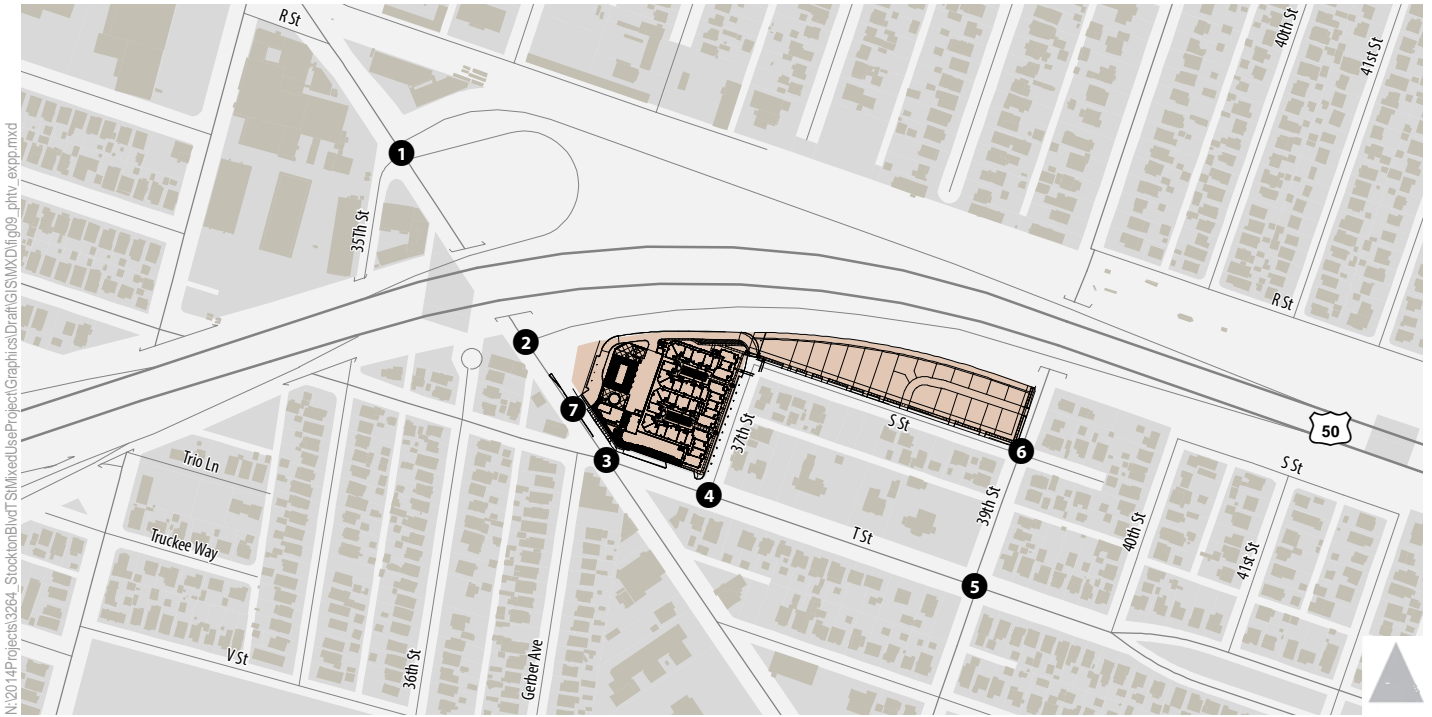 R St
40th St
41st St
1
35Th St
R St
2
7
50
37th St
S St
3
6
Trio Ln
S St
4
39th St
T St
40th St
Truckee Way
41st St
5
V St
36th St
Gerber Ave
N:\2014Projects\3264_StocktonBlvdTStMixedUseProject\Graphics\Draft\GIS\MXD\fig09_phtv_expp.mxd